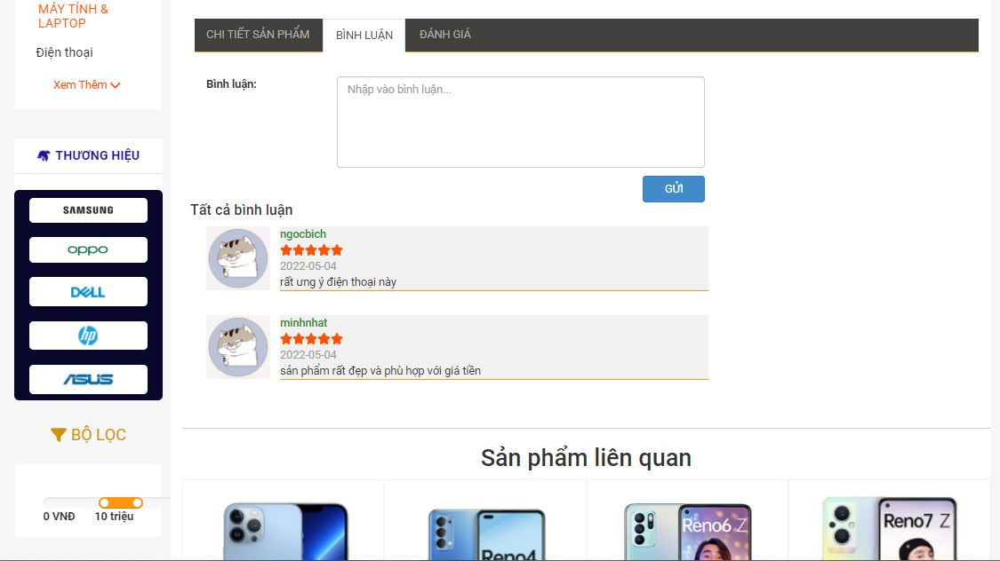 MÁY TÍNH &
LAPTOP
Điện thoại
Xem Thêm
THƯƠNG HIỆU
SAMSUNG
oppo
DELL
hp
ASUS
BỘ LỌC
0 VNĐ 10 triệu
CHI TIẾT SẢN PHẨM BÌNH LUẬN ĐÁNH GIÁ
Bình luận:
Nhập vào bình luận...
GỬI
Tất cả bình luận
ngocbich
2022-05-04
rất ưng ý điện thoại này
minhnhat
2022-05-04
sản phẩm rất đẹp và phù hợp với giá tiền
Sản phẩm liên quan
Reno4
Reno6 Z
Reno7 Z